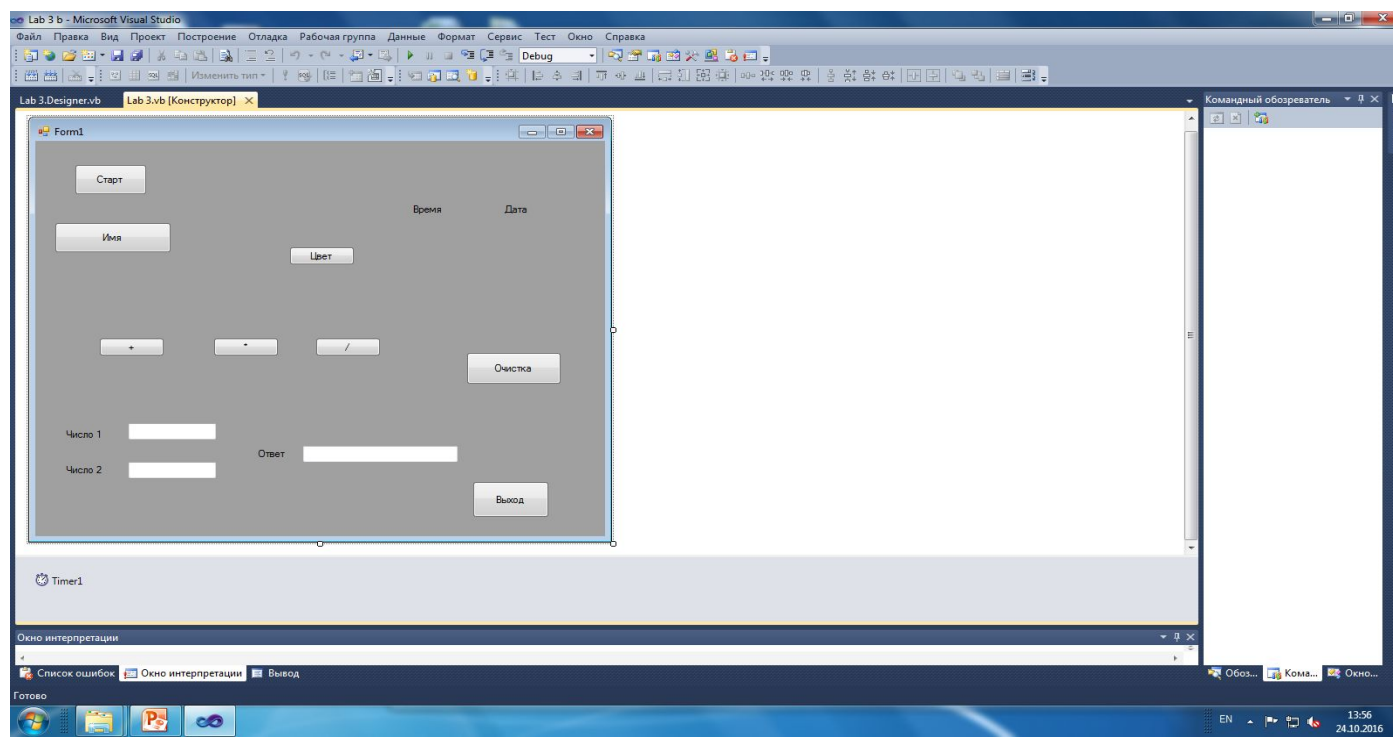 Lab 3 b - Microsoft Visual Studio
Файл Правка Вид Проект Построение Отладка Рабочая группа Данные Формат Сервис Тест Окно Справка
Debug
Изменить тип
Lab 3.Designer.vb Lab 3.vb [Конструктор]
Командный обозреватель
Form1
Старт
Время Дата
Имя
Цвет
+ * /
Очистка
Число 1
Ответ
Число 2
Выход
Timer1
Окно интерпретации
Список ошибок Окно интерпретации Вывод
Обоз... Кома... Окно...
Готово
EN 13:56
24.10.2016